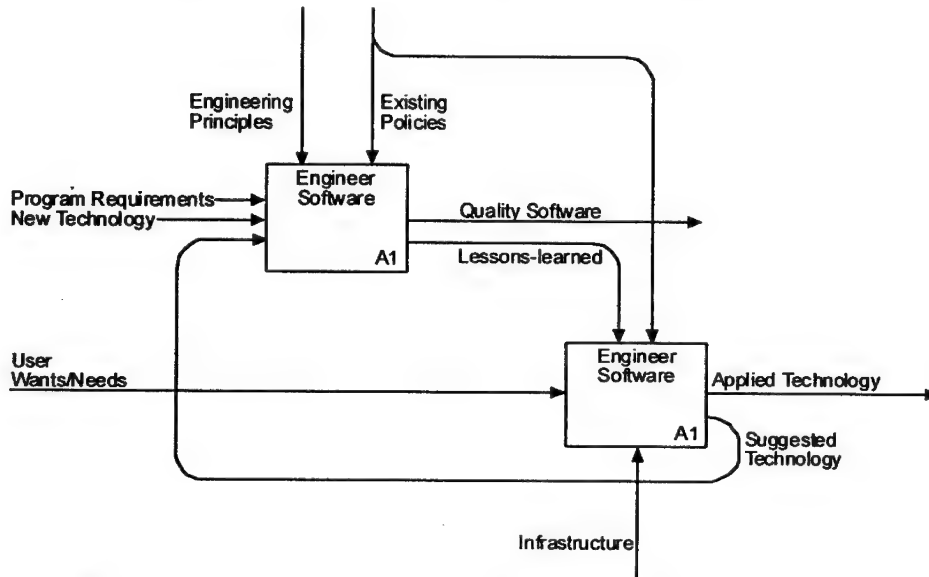 Engineering
Principles
Existing
Policies
Engineer
Software
A1
Program Requirements
New Technology
Quality Software
Lessons-learned
User
Wants/Needs
Engineer
Software
A1
Applied Technology
Suggested
Technology
Infrastructure